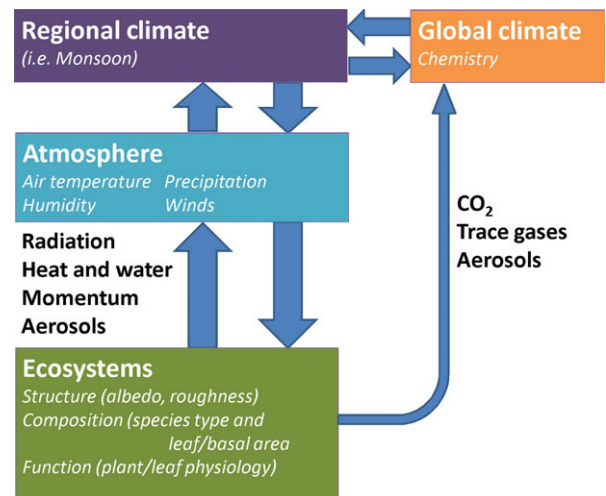 Regional climate
(i.e. Monsoon)
Global climate
Chemistry
Atmosphere
Air temperature Precipitation
Humidity Winds
Radiation
Heat and water
Momentum
Aerosols
CO₂
Trace gases
Aerosols
Ecosystems
Structure (albedo, roughness)
Composition (species type and
leaf/basal area
Function (plant/leaf physiology)